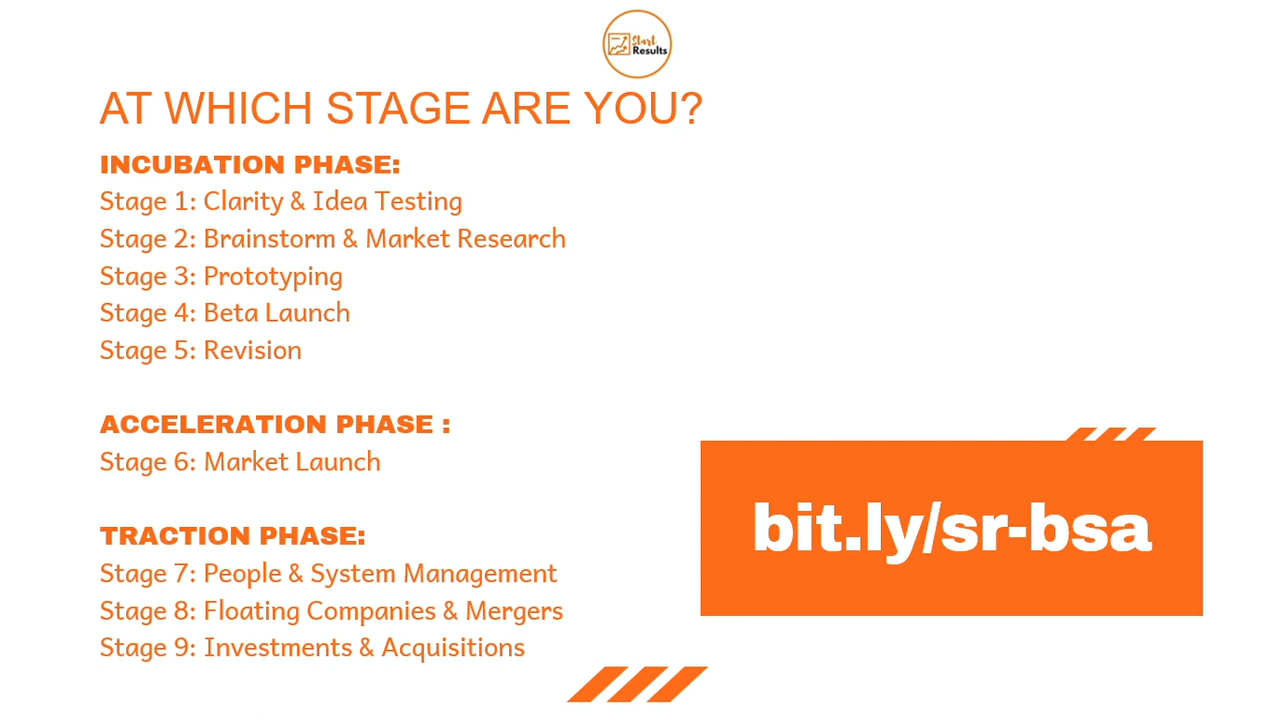 Start
Results
AT WHICH STAGE ARE YOU?
INCUBATION PHASE:
Stage 1: Clarity & Idea Testing
Stage 2: Brainstorm & Market Research
Stage 3: Prototyping
Stage 4: Beta Launch
Stage 5: Revision
ACCELERATION PHASE :
Stage 6: Market Launch
TRACTION PHASE:
Stage 7: People & System Management
Stage 8: Floating Companies & Mergers
Stage 9: Investments & Acquisitions
bit.ly/sr-bsa